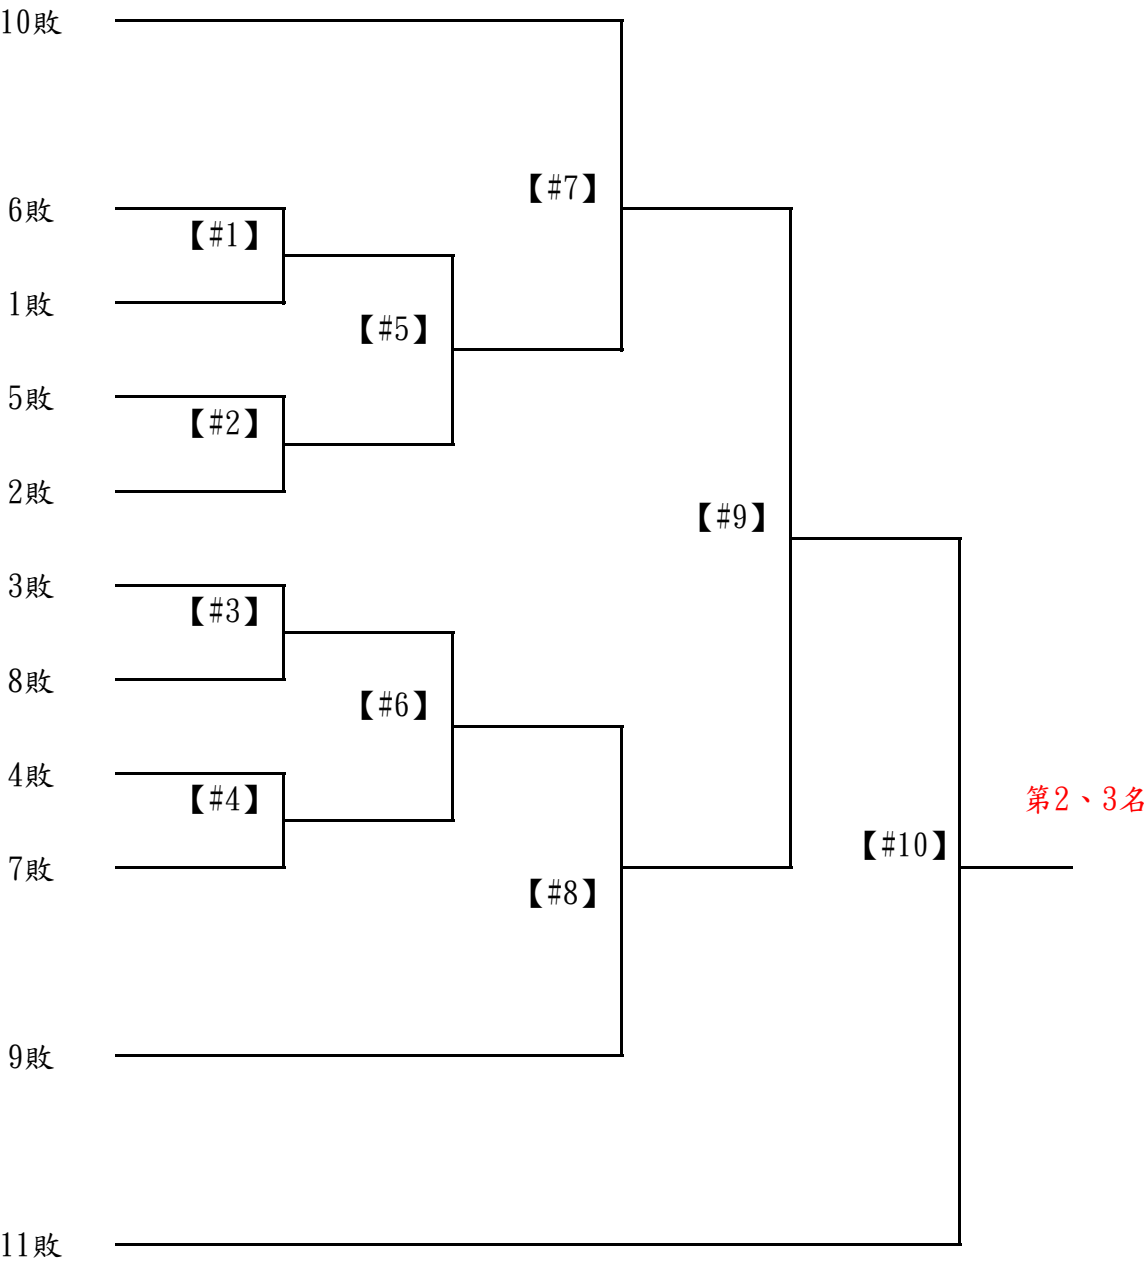 10敗
【#7】
6敗
【#1】
1敗
【#5】
5敗
【#2】
2敗
【#9】
3敗
【#3】
8敗
【#6】
4敗
【#4】
第2、3名
【#10】
7敗
【#8】
9敗
11敗